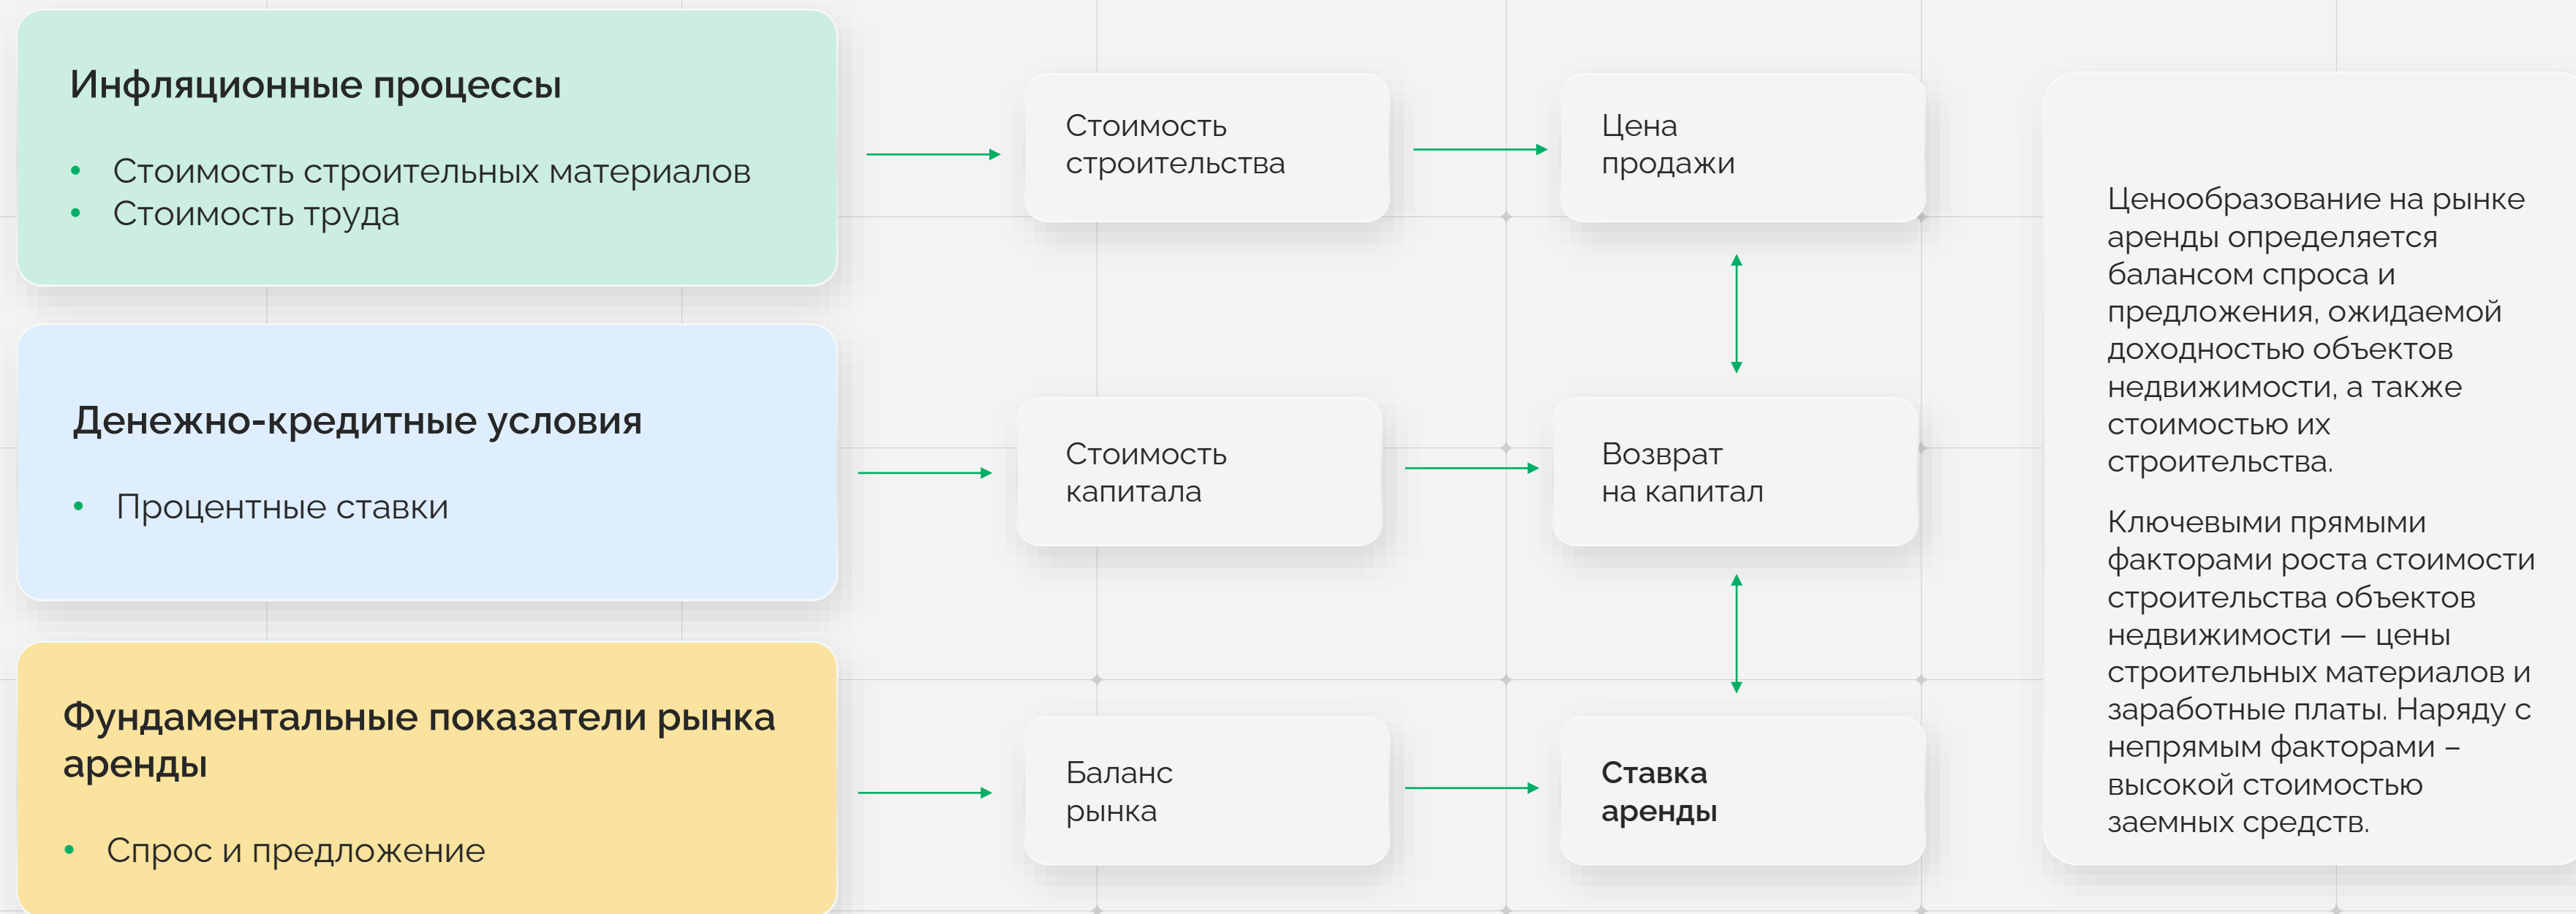 Инфляционные процессы
• Стоимость строительных материалов
• Стоимость труда
Стоимость
строительства
Цена
продажи
Денежно-кредитные условия
• Процентные ставки
Стоимость
капитала
Возврат
на капитал
Фундаментальные показатели рынка
аренды
• Спрос и предложение
Баланс
рынка
Ставка
аренды
Ценообразование на рынке
аренды определяется
балансом спроса и
предложения, ожидаемой
доходностью объектов
недвижимости, а также
стоимостью их
строительства.
Ключевыми прямыми
факторами роста стоимости
строительства объектов
недвижимости — цены
строительных материалов и
заработные платы. Наряду с
непрямым факторами –
высокой стоимостью
заемных средств.